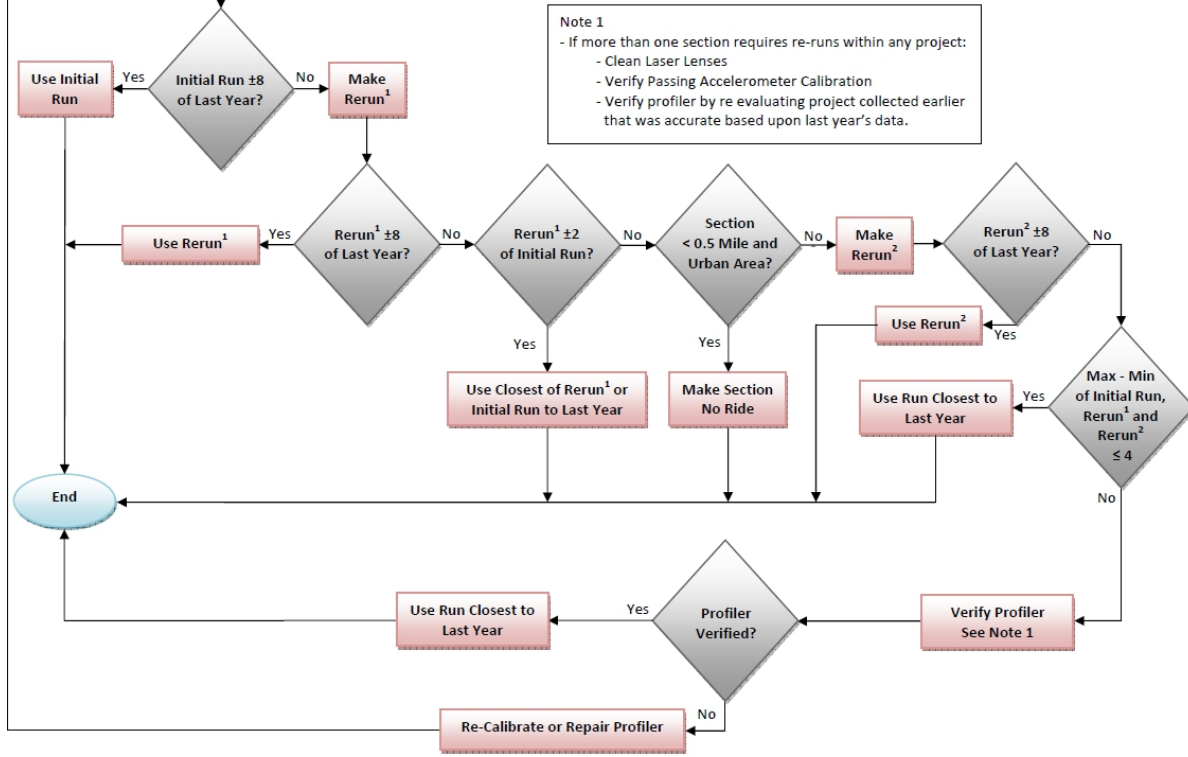 Note 1
- If more than one section requires re-runs within any project:
- Clean Laser Lenses
- Verify Passing Accelerometer Calibration
- Verify profiler by re evaluating project collected earlier
that was accurate based upon last year's data.
Use Initial
Run
Yes
Initial Run ±8
of Last Year?
No
Make
Rerun¹
Use Rerun¹
Yes
Rerun¹ ±8
of Last Year?
No
Rerun¹ ±2
of Initial Run?
No
Section
< 0.5 Mile and
Urban Area?
No
Make
Rerun²
Rerun² ±8
of Last Year?
No
Use Rerun²
Yes
Yes
Yes
Use Closest of Rerun¹ or
Initial Run to Last Year
Make Section
No Ride
Use Run Closest to
Last Year
Yes
Max - Min
of Initial Run,
Rerun¹ and
Rerun²
≤ 4
No
End
Use Run Closest to
Last Year
Yes
Profiler
Verified?
Verify Profiler
See Note 1
No
Re-Calibrate or Repair Profiler